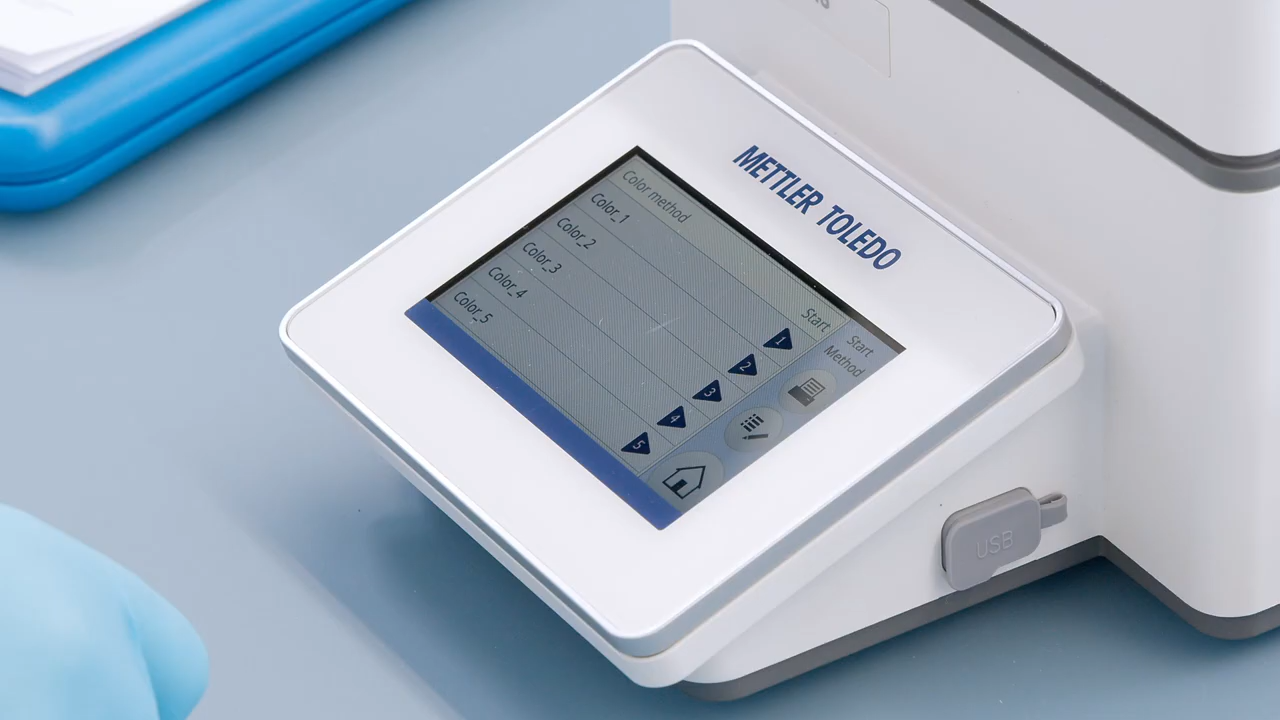 METTLER TOLEDO
Color method
Start
Color_1
1
Color_2
2
Color_3
3
Color_4
4
Color_5
5
Start
Method
USB